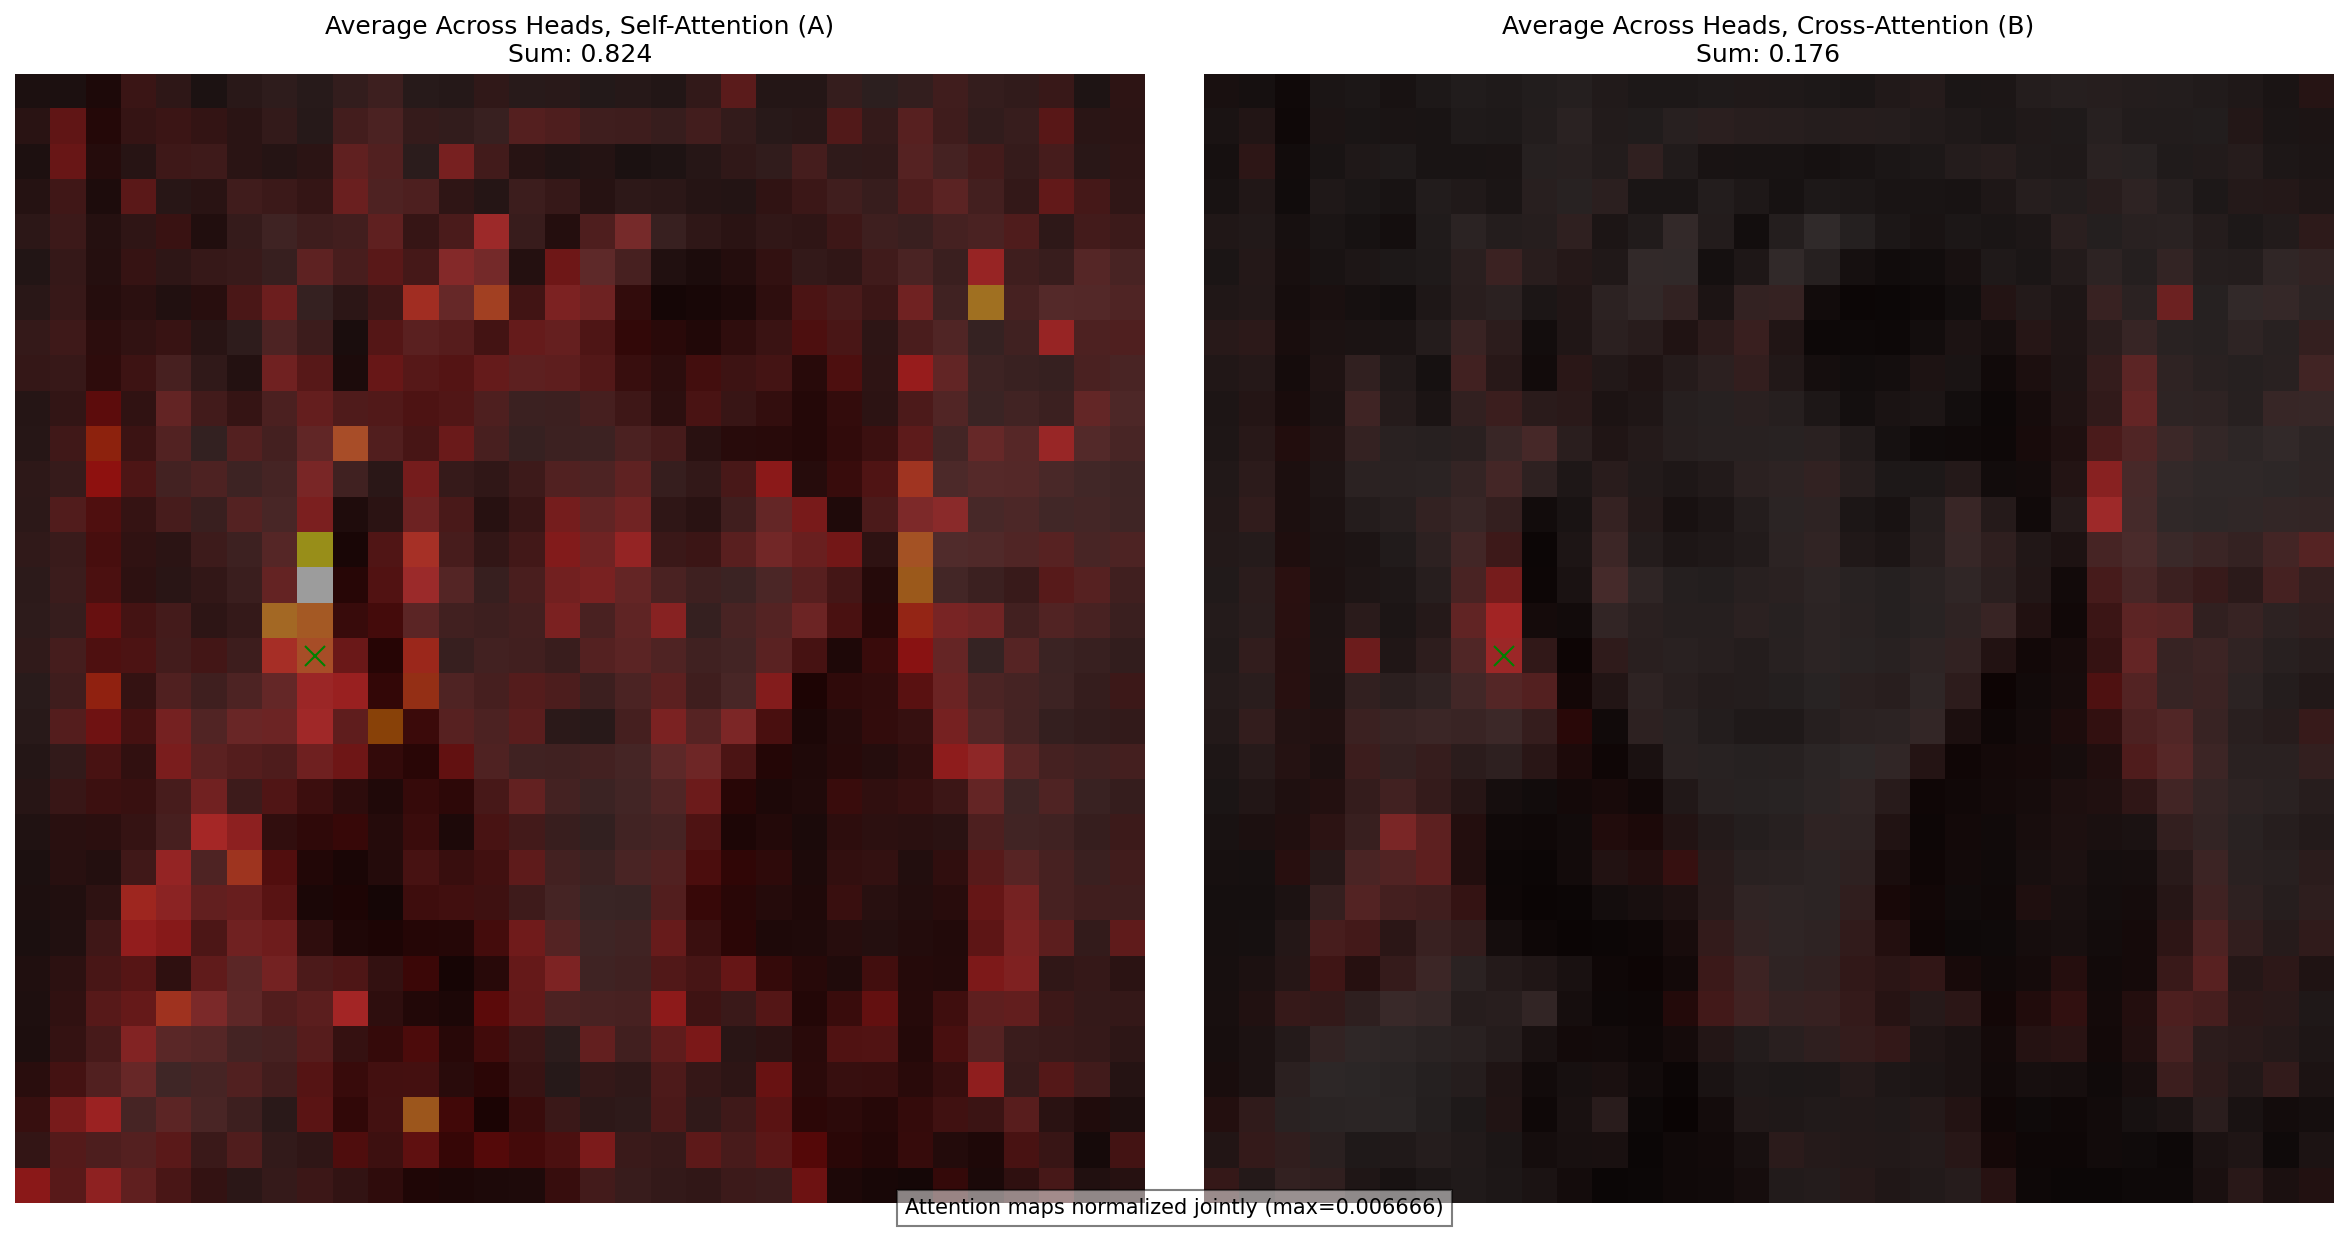 Average Across Heads, Self-Attention (A)
Sum: 0.824
Average Across Heads, Cross-Attention (B)
Sum: 0.176
Attention maps normalized jointly (max=0.006666)